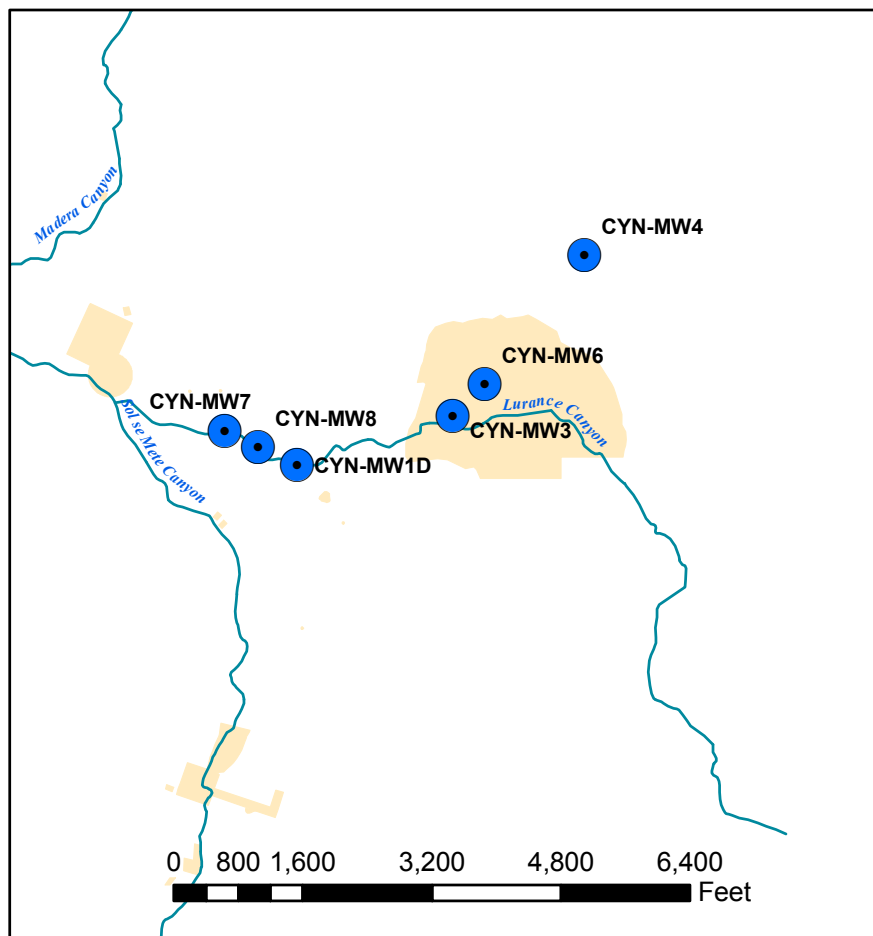 Madera Canyon
CYN-MW4
CYN-MW6
CYN-MW7
Lurance Canyon
CYN-MW8
CYN-MW3
Sol se Mete Canyon
CYN-MW1D
0 800 1,600 3,200 4,800 6,400
Feet